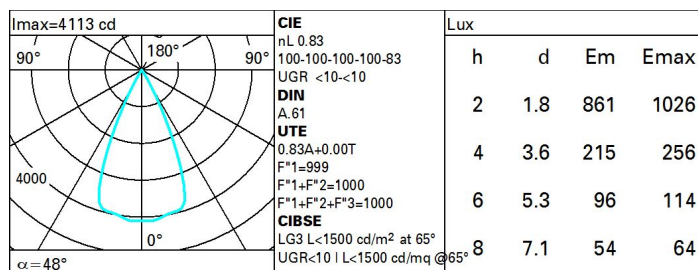 Imax=4113 cd
90° 180° 90°
4000
0°
α=48°
CIE
nL 0.83
100-100-100-100-83
UGR <10-<10
DIN
A.61
UTE
0.83A+0.00T
F"1=999
F"1+F"2=1000
F"1+F"2+F"3=1000
CIBSE
LG3 L<1500 cd/m² at 65°
UGR<10 | L<1500 cd/mq @65°
Lux
h d Em Emax
2 1.8 861 1026
4 3.6 215 256
6 5.3 96 114
8 7.1 54 64